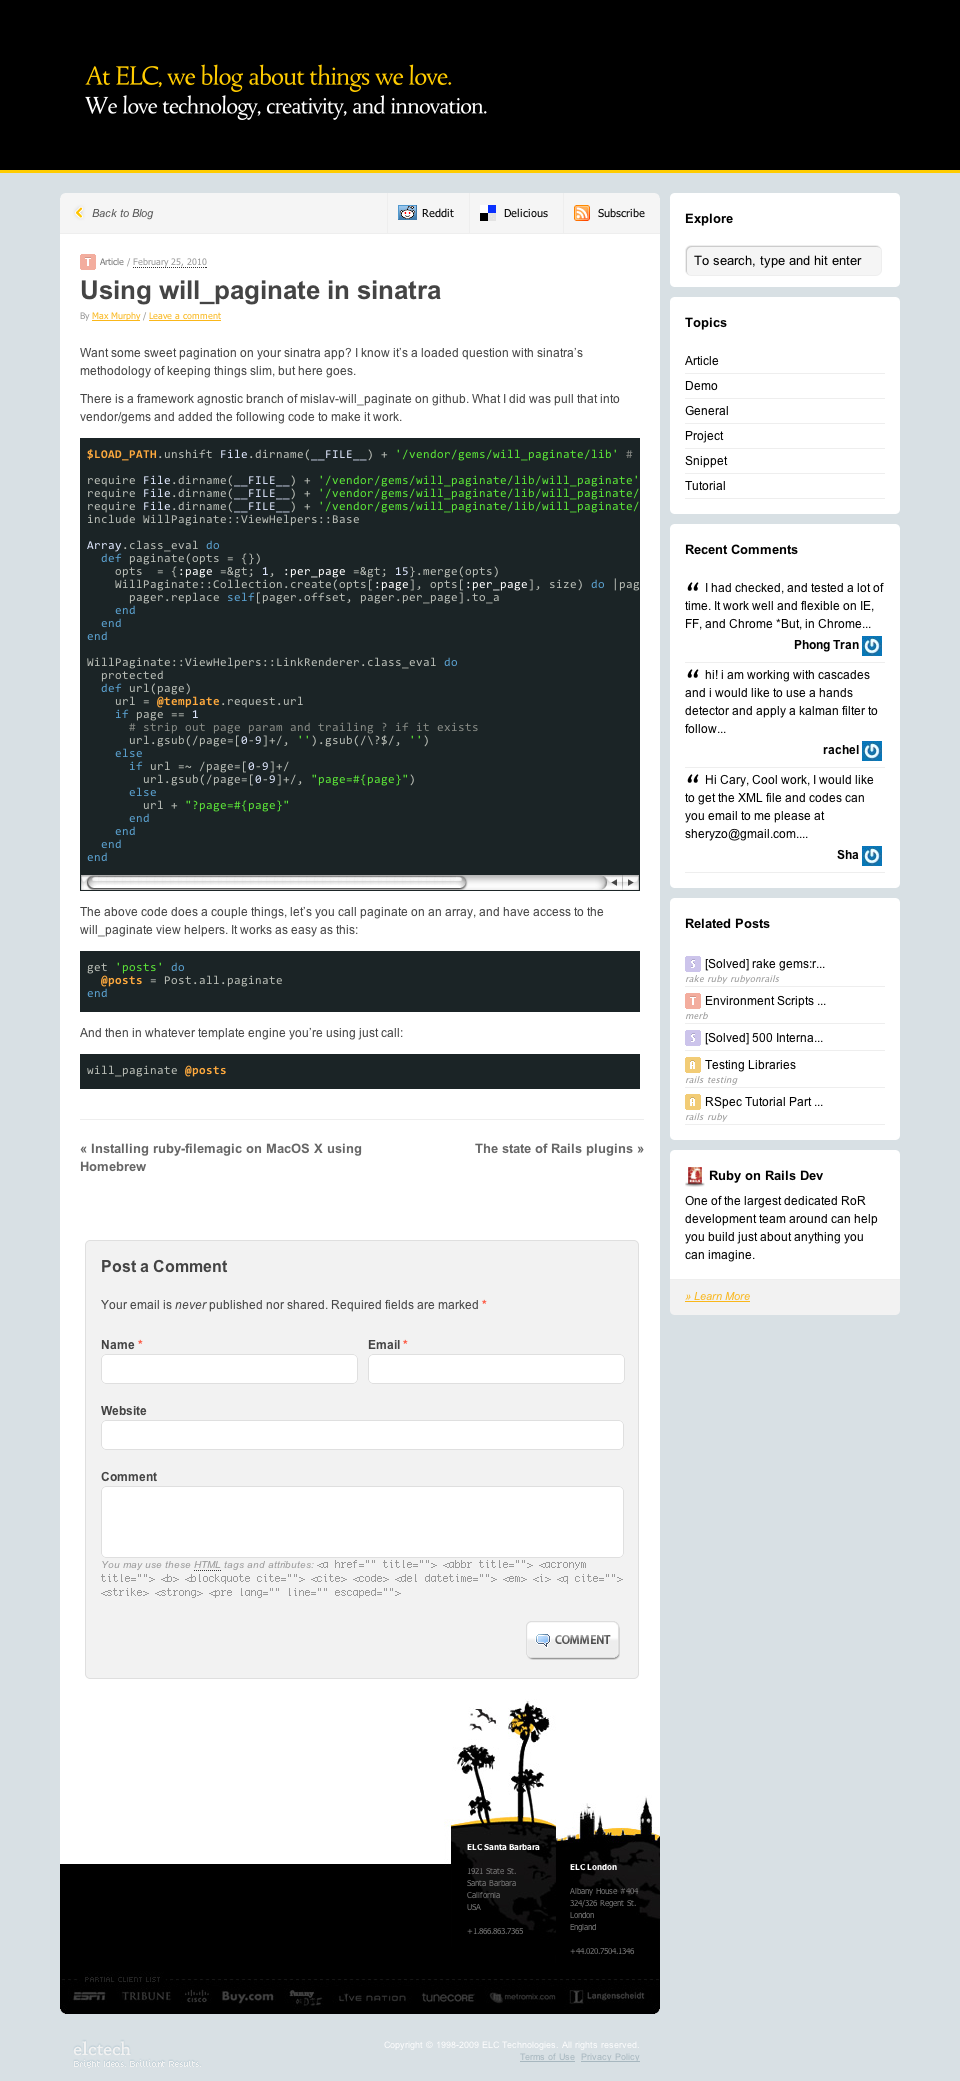 At ELC, we blog about things we love.
We love technology, creativity, and innovation.
Back to Blog
Reddit
Delicious
Subscribe
T Article / February 25, 2010
Using will_paginate in sinatra
By Max Murphy / Leave a comment
Want some sweet pagination on your sinatra app? I know it's a loaded question with sinatra's
methodology of keeping things slim, but here goes.
There is a framework agnostic branch of mislav-will_paginate on github. What I did was pull that into
vendor/gems and added the following code to make it work.
$LOAD_PATH.unshift File.dirname(__FILE__) + '/vendor/gems/will_paginate/lib' #
require File.dirname(__FILE__) + '/vendor/gems/will_paginate/lib/will_paginate'
require File.dirname(__FILE__) + '/vendor/gems/will_paginate/lib/will_paginate/
require File.dirname(__FILE__) + '/vendor/gems/will_paginate/lib/will_paginate/
include WillPaginate::ViewHelpers::Base
Array.class_eval do
  def paginate(opts = {})
    opts  = {:page =&gt; 1, :per_page =&gt; 15}.merge(opts)
    WillPaginate::Collection.create(opts[:page], opts[:per_page], size) do |pag
      pager.replace self[pager.offset, pager.per_page].to_a
    end
  end
end
WillPaginate::ViewHelpers::LinkRenderer.class_eval do
  protected
  def url(page)
    url = @template.request.url
    if page == 1
      # strip out page param and trailing ? if it exists
      url.gsub(/page=[0-9]+/, '').gsub(/\?$/, '')
    else
      if url =~ /page=[0-9]+/
        url.gsub(/page=[0-9]+/, "page=#{page}")
      else
        url + "?page=#{page}"
      end
    end
  end
end
The above code does a couple things, let's you call paginate on an array, and have access to the
will_paginate view helpers. It works as easy as this:
get 'posts' do
  @posts = Post.all.paginate
end
And then in whatever template engine you're using just call:
will_paginate @posts
« Installing ruby-filemagic on MacOS X using
Homebrew
The state of Rails plugins »
Post a Comment
Your email is never published nor shared. Required fields are marked *
Name *
Email *
Website
Comment
You may use these HTML tags and attributes: <a href="" title=""> <abbr title=""> <acronym
title=""> <b> <blockquote cite=""> <cite> <code> <del datetime=""> <em> <i> <q cite="">
<strike> <strong> <pre lang="" line="" escaped="">
COMMENT
Explore
To search, type and hit enter
Topics
Article
Demo
General
Project
Snippet
Tutorial
Recent Comments
“ I had checked, and tested a lot of
time. It work well and flexible on IE,
FF, and Chrome *But, in Chrome...
Phong Tran
“ hi! i am working with cascades
and i would like to use a hands
detector and apply a kalman filter to
follow...
rachel
“ Hi Cary, Cool work, I would like
to get the XML file and codes can
you email to me please at
sheryzo@gmail.com....
Sha
Related Posts
S [Solved] rake gems:r...
rake ruby rubyonrails
T Environment Scripts ...
merb
S [Solved] 500 Interna...
A Testing Libraries
rails testing
A RSpec Tutorial Part ...
rails ruby
Ruby on Rails Dev
One of the largest dedicated RoR
development team around can help
you build just about anything you
can imagine.
» Learn More
ELC Santa Barbara
1921 State St.
Santa Barbara
California
USA
+1.866.863.7365
ELC London
Albany House #404
324/326 Regent St.
London
England
+44.020.7504.1346
PARTIAL CLIENT LIST
ESPN
TRIBUNE
cisco
Buy.com
LIVE NATION
TUNECORE
metromix.com
Langenscheidt
elctech
Bright Ideas. Brilliant Results.
Copyright © 1998-2009 ELC Technologies. All rights reserved.
Terms of Use Privacy Policy